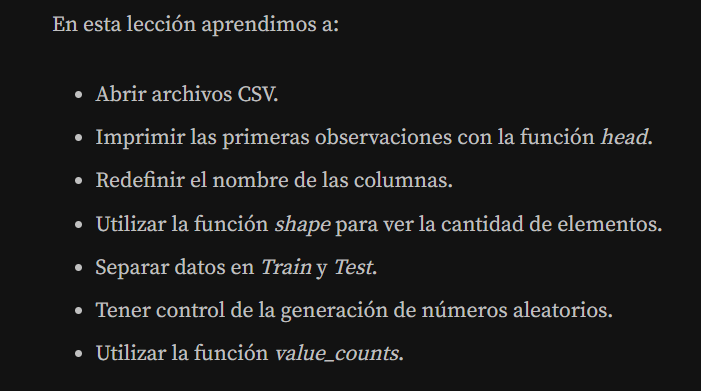 En esta lección aprendimos a:
• Abrir archivos CSV.
• Imprimir las primeras observaciones con la función head.
• Redefinir el nombre de las columnas.
• Utilizar la función shape para ver la cantidad de elementos.
• Separar datos en Train y Test.
• Tener control de la generación de números aleatorios.
• Utilizar la función value_counts.